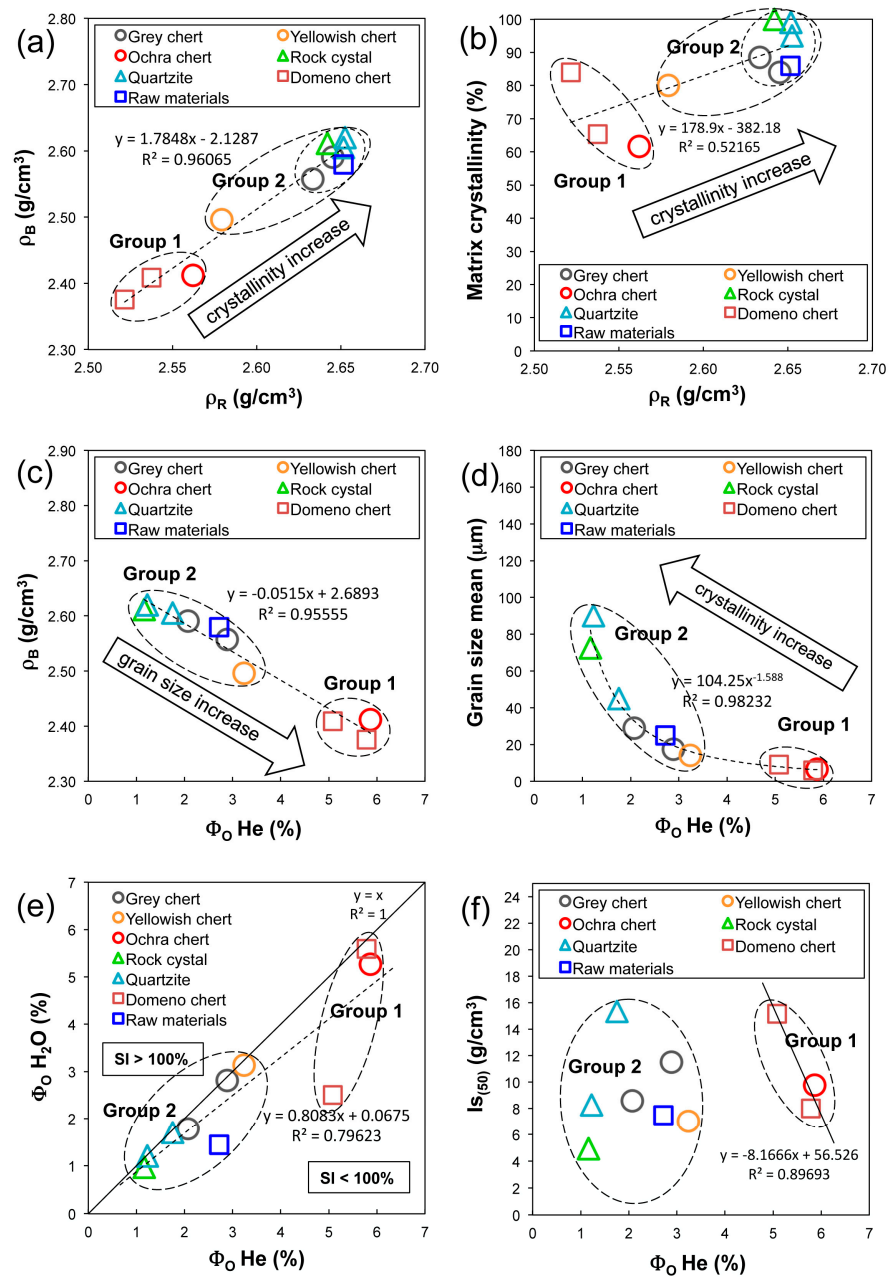 (a)
2.80
2.70
2.60
2.50
2.40
2.30
ρB (g/cm³)
Grey chert
Yellowish chert
Ochra chert
Rock cystal
Quartzite
Domeno chert
Raw materials
y = 1.7848x - 2.1287
R² = 0.96065
Group 2
Group 1
crystallinity increase
2.50
2.55
2.60
2.65
2.70
ρR (g/cm³)
(b)
100
90
80
70
60
50
40
30
20
10
0
Matrix crystallinity (%)
Group 2
y = 178.9x - 382.18
R² = 0.52165
Group 1
crystallinity increase
Grey chert
Yellowish chert
Ochra chert
Rock cystal
Quartzite
Domeno chert
Raw materials
2.50
2.55
2.60
2.65
2.70
ρR (g/cm³)
(c)
2.90
2.80
2.70
2.60
2.50
2.40
2.30
ρB (g/cm³)
Grey chert
Yellowish chert
Ochra chert
Rock cystal
Quartzite
Domeno chert
Raw materials
Group 2
y = -0.0515x + 2.6893
R² = 0.95555
Group 1
grain size increase
0
1
2
3
4
5
6
7
ΦO He (%)
(d)
180
160
140
120
100
80
60
40
20
0
Grain size mean (μm)
Grey chert
Yellowish chert
Ochra chert
Rock cystal
Quartzite
Domeno chert
Raw materials
crystallinity increase
Group 2
y = 104.25x-1.588
R² = 0.98232
Group 1
0
1
2
3
4
5
6
7
ΦO He (%)
(e)
7
6
5
4
3
2
1
0
ΦO H2O (%)
Grey chert
Yellowish chert
Ochra chert
Rock cystal
Quartzite
Domeno chert
Raw materials
y = x
R² = 1
Group 1
SI > 100%
Group 2
y = 0.8083x + 0.0675
R² = 0.79623
SI < 100%
0
1
2
3
4
5
6
7
ΦO He (%)
(f)
24
22
20
18
16
14
12
10
8
6
4
2
0
Is(50) (g/cm³)
Grey chert
Yellowish chert
Ochra chert
Rock cystal
Quartzite
Domeno chert
Raw materials
Group 1
Group 2
y = -8.1666x + 56.526
R² = 0.89693
0
1
2
3
4
5
6
7
ΦO He (%)